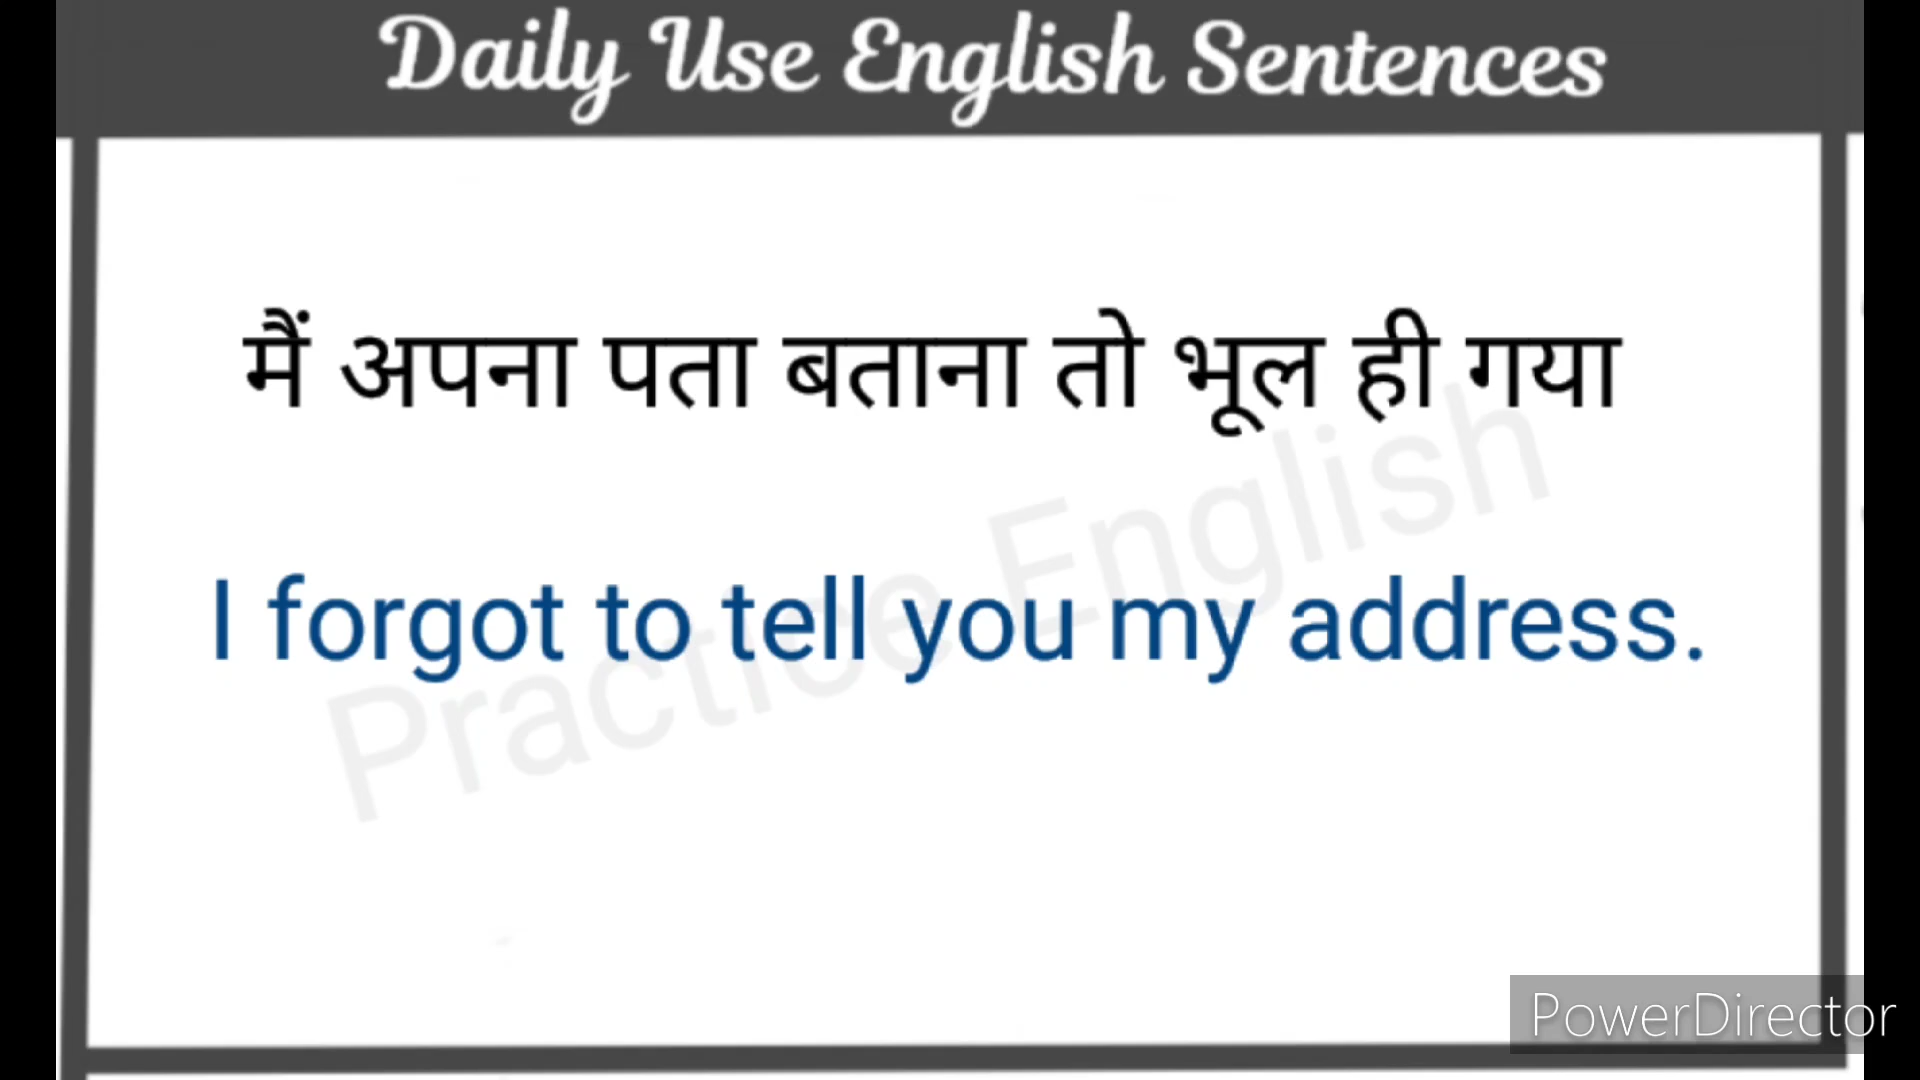 Daily Use English Sentences
मैं अपना पता बताना तो भूल ही गया
I forgot to tell you my address.
Practice English
PowerDirector